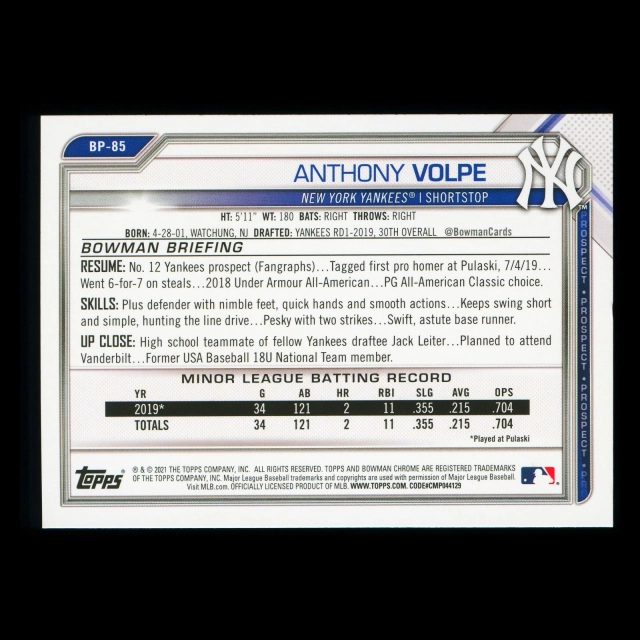 BP-85
ANTHONY VOLPE
NEW YORK YANKEES® | SHORTSTOP
NY
TM
HT: 5'11" WT: 180 BATS: RIGHT THROWS: RIGHT
BORN: 4-28-01, WATCHUNG, NJ DRAFTED: YANKEES RD1-2019, 30TH OVERALL @BowmanCards
BOWMAN BRIEFING
RESUME: No. 12 Yankees prospect (Fangraphs)...Tagged first pro homer at Pulaski, 7/4/19...
Went 6-for-7 on steals...2018 Under Armour All-American...PG All-American Classic choice.
SKILLS: Plus defender with nimble feet, quick hands and smooth actions...Keeps swing short
and simple, hunting the line drive...Pesky with two strikes...Swift, astute base runner.
UP CLOSE: High school teammate of fellow Yankees draftee Jack Leiter...Planned to attend
Vanderbilt...Former USA Baseball 18U National Team member.
MINOR LEAGUE BATTING RECORD
YR G AB HR RBI SLG AVG OPS
2019* 34 121 2 11 .355 .215 .704
TOTALS 34 121 2 11 .355 .215 .704
*Played at Pulaski
PROSPECT • PROSPECT • PROSPECT • PROSPECT • PR
Topps
® & © 2021 THE TOPPS COMPANY, INC. ALL RIGHTS RESERVED. TOPPS AND BOWMAN CHROME ARE REGISTERED TRADEMARKS
OF THE TOPPS COMPANY, INC. Major League Baseball trademarks and copyrights are used with permission of Major League Baseball.
Visit MLB.com. OFFICIALLY LICENSED PRODUCT OF MLB. WWW.TOPPS.COM. CODE#CMP044129